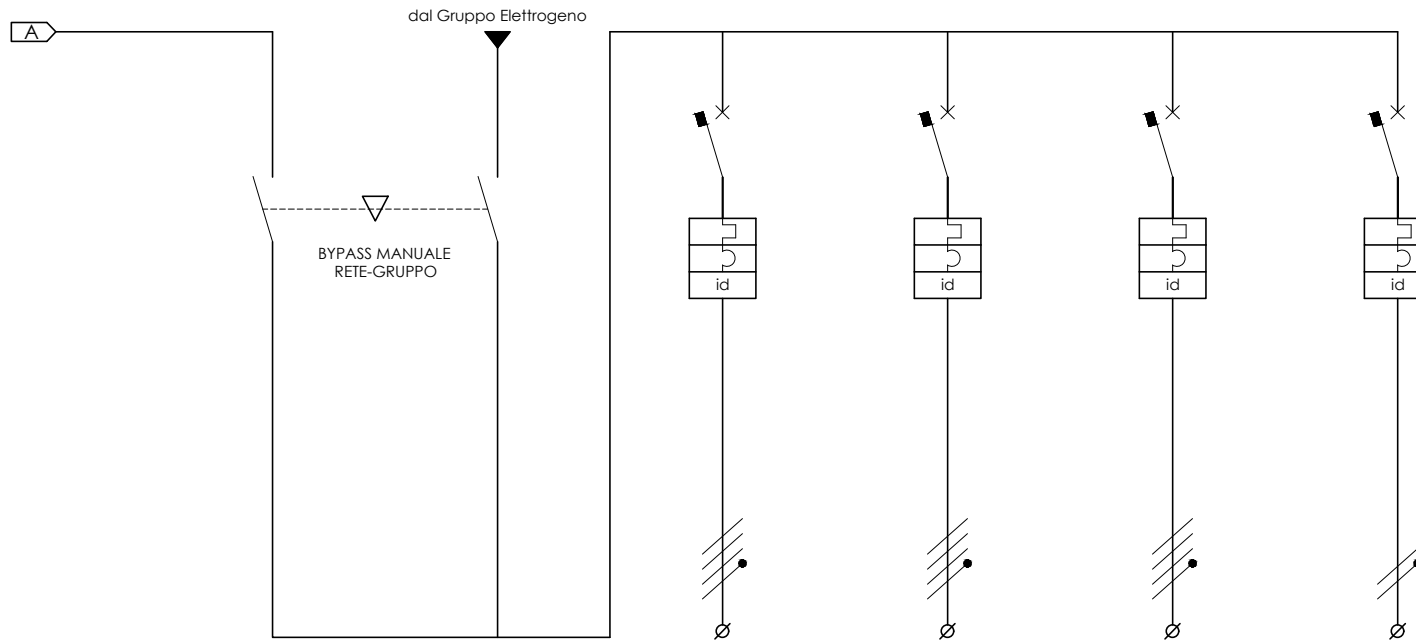 dal Gruppo Elettrogeno
A
BYPASS MANUALE
RETE-GRUPPO
id
id
id
id